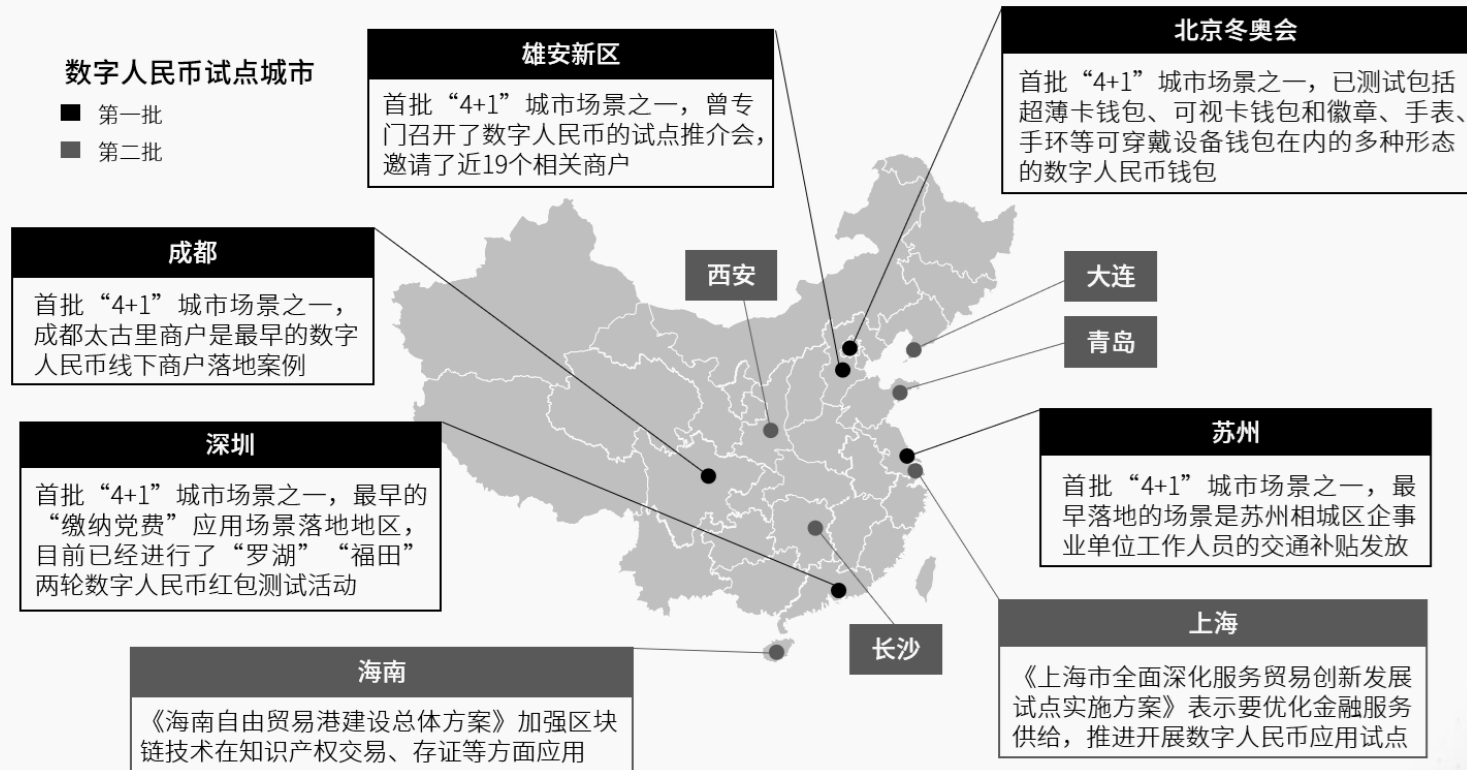 数字人民币试点城市
第一批
第二批
雄安新区
首批“4+1”城市场景之一，曾专
门召开了数字人民币的试点推介会，
邀请了近19个相关商户
北京冬奥会
首批“4+1”城市场景之一，已测试包括
超薄卡钱包、可视卡钱包和徽章、手表、
手环等可穿戴设备钱包在内的多种形态
的数字人民币钱包
成都
首批“4+1”城市场景之一，
成都太古里商户是最早的数字
人民币线下商户落地案例
西安
大连
青岛
深圳
首批“4+1”城市场景之一，最早的
“缴纳党费”应用场景落地地区，
目前已经进行了“罗湖”“福田”
两轮数字人民币红包测试活动
苏州
首批“4+1”城市场景之一，最
早落地的场景是苏州相城区企事
业单位工作人员的交通补贴发放
长沙
海南
《海南自由贸易港建设总体方案》加强区块
链技术在知识产权交易、存证等方面应用
上海
《上海市全面深化服务贸易创新发展
试点实施方案》表示要优化金融服务
供给，推进开展数字人民币应用试点